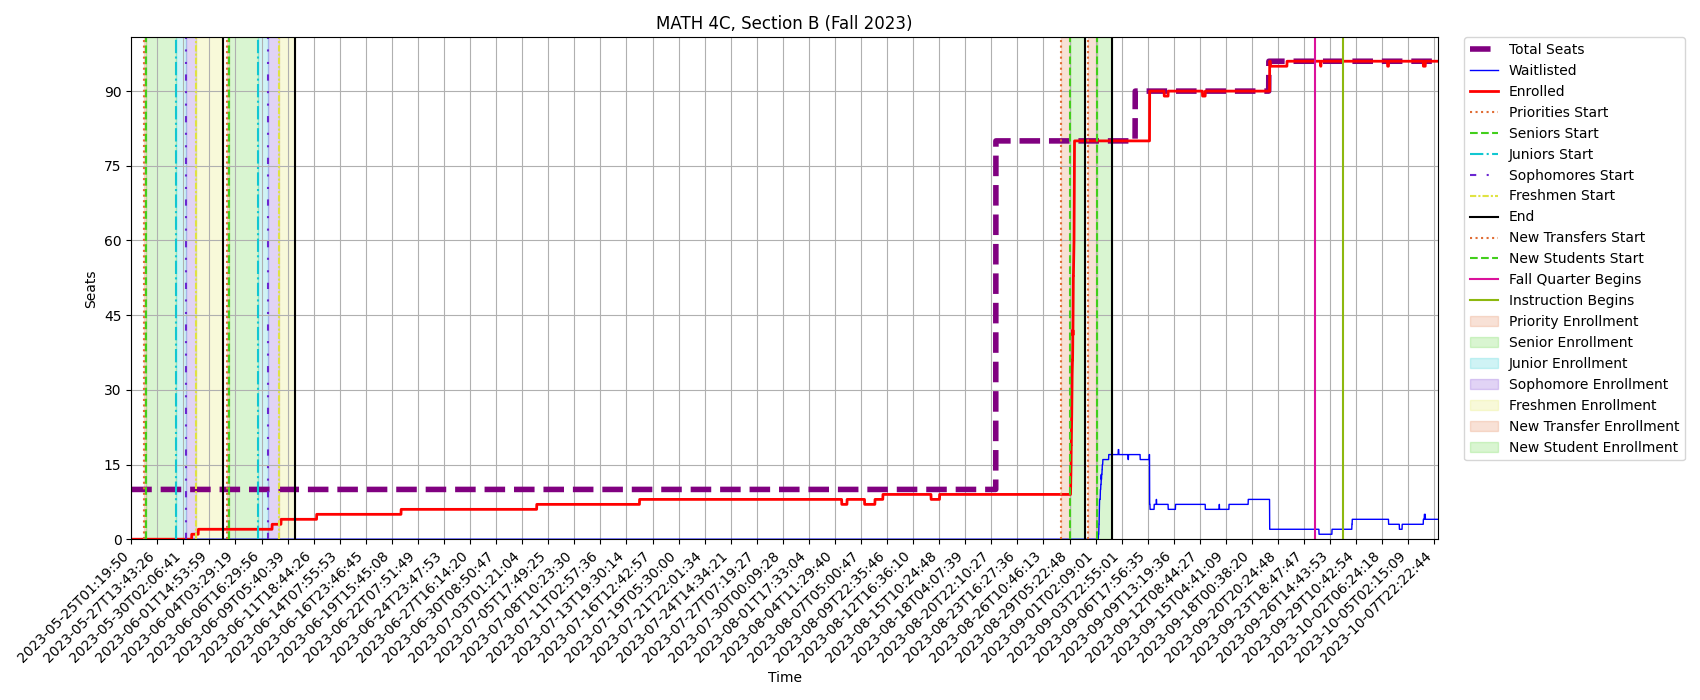 MATH 4C, Section B (Fall 2023)
Seats
90
75
60
45
30
15
0
2023-05-25T01:19:50
2023-05-27T13:43:26
2023-05-30T02:06:41
2023-06-01T14:53:59
2023-06-04T03:29:19
2023-06-06T16:29:56
2023-06-09T05:40:39
2023-06-11T18:44:26
2023-06-14T07:55:53
2023-06-16T23:46:45
2023-06-19T15:45:08
2023-06-22T07:51:49
2023-06-24T23:47:53
2023-06-27T16:14:20
2023-06-30T08:50:47
2023-07-03T01:21:04
2023-07-05T17:49:25
2023-07-08T10:23:30
2023-07-11T02:57:36
2023-07-13T19:30:14
2023-07-16T12:42:57
2023-07-19T05:30:00
2023-07-21T22:01:34
2023-07-24T14:34:21
2023-07-27T07:19:27
2023-07-30T00:09:28
2023-08-01T17:33:04
2023-08-04T11:29:40
2023-08-07T05:00:47
2023-08-09T22:35:46
2023-08-12T16:36:10
2023-08-15T10:24:48
2023-08-18T04:07:39
2023-08-20T22:10:27
2023-08-23T16:27:36
2023-08-26T10:46:13
2023-08-29T05:22:48
2023-09-01T02:09:01
2023-09-03T22:55:01
2023-09-06T17:56:35
2023-09-09T13:19:36
2023-09-12T08:44:27
2023-09-15T04:41:09
2023-09-18T00:38:20
2023-09-20T20:24:48
2023-09-23T18:47:47
2023-09-26T14:43:53
2023-09-29T10:42:54
2023-10-02T06:24:18
2023-10-05T02:15:09
2023-10-07T22:22:44
Time
Total Seats
Waitlisted
Enrolled
Priorities Start
Seniors Start
Juniors Start
Sophomores Start
Freshmen Start
End
New Transfers Start
New Students Start
Fall Quarter Begins
Instruction Begins
Priority Enrollment
Senior Enrollment
Junior Enrollment
Sophomore Enrollment
Freshmen Enrollment
New Transfer Enrollment
New Student Enrollment